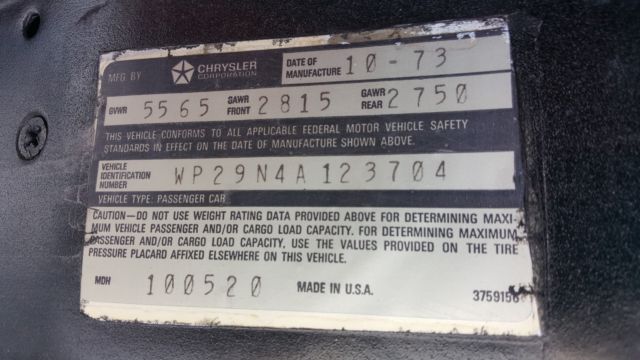 MFG BY CHRYSLER CORPORATION DATE OF MANUFACTURE 10-73
GVWR 5565 GAWR FRONT 2815 GAWR REAR 2750
THIS VEHICLE CONFORMS TO ALL APPLICABLE FEDERAL MOTOR VEHICLE SAFETY
STANDARDS IN EFFECT ON THE DATE OF MANUFACTURE SHOWN ABOVE.
VEHICLE IDENTIFICATION NUMBER WP29N4A123704
VEHICLE TYPE: PASSENGER CAR
CAUTION—DO NOT USE WEIGHT RATING DATA PROVIDED ABOVE FOR DETERMINING MAXI-
MUM VEHICLE PASSENGER AND/OR CARGO LOAD CAPACITY. FOR DETERMINING MAXIMUM
PASSENGER AND/OR CARGO LOAD CAPACITY, USE THE VALUES PROVIDED ON THE TIRE
PRESSURE PLACARD AFFIXED ELSEWHERE ON THIS VEHICLE.
MDH 100520 MADE IN U.S.A. 3759156